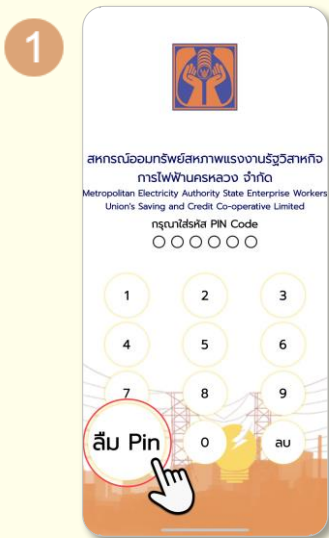 1
สหกรณ์ออมทรัพย์สหภาพแรงงานรัฐวิสาหกิจ
การไฟฟ้านครหลวง จำกัด
Metropolitan Electricity Authority State Enterprise Workers
Union's Saving and Credit Co-operative Limited
กรุณาใส่รหัส PIN Code
1 2 3
4 5 6
7 8 9
ลืม Pin 0 ลบ